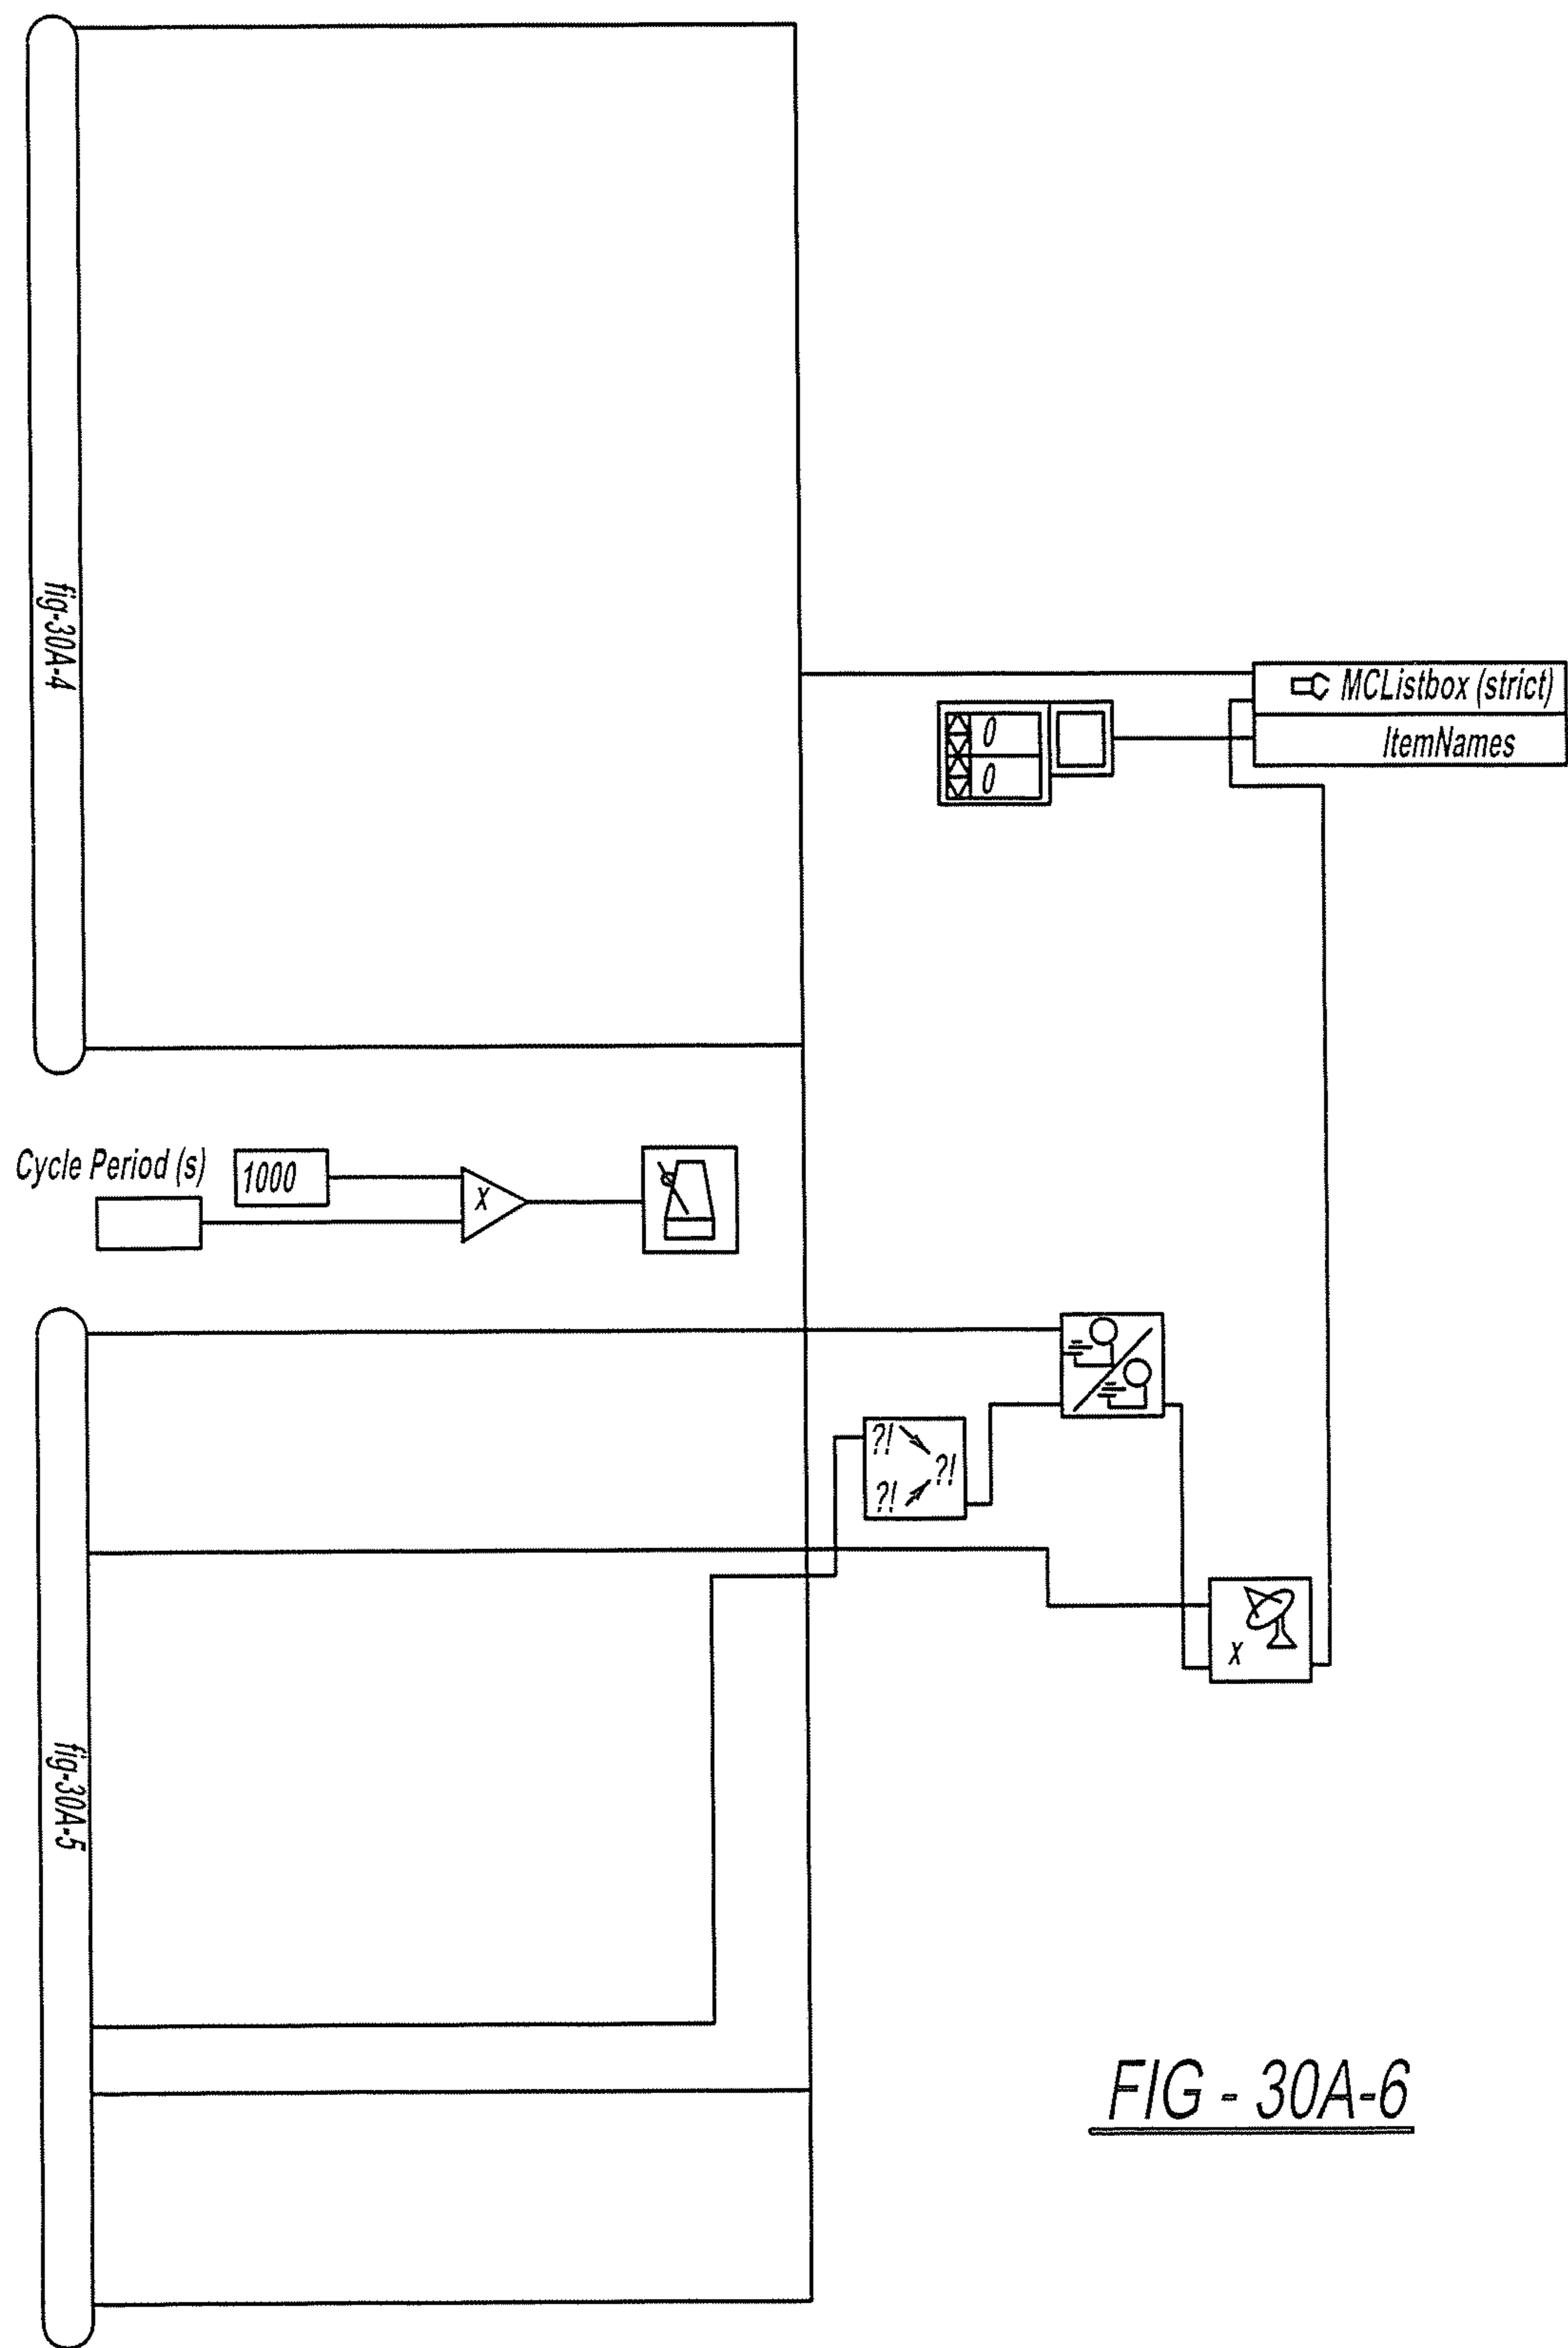 fig-30A-4
MCListbox (strict)
ItemNames
0
0
Cycle Period (s)
1000
X
?!
?!
?!
X
fig-30A-5
FIG - 30A-6